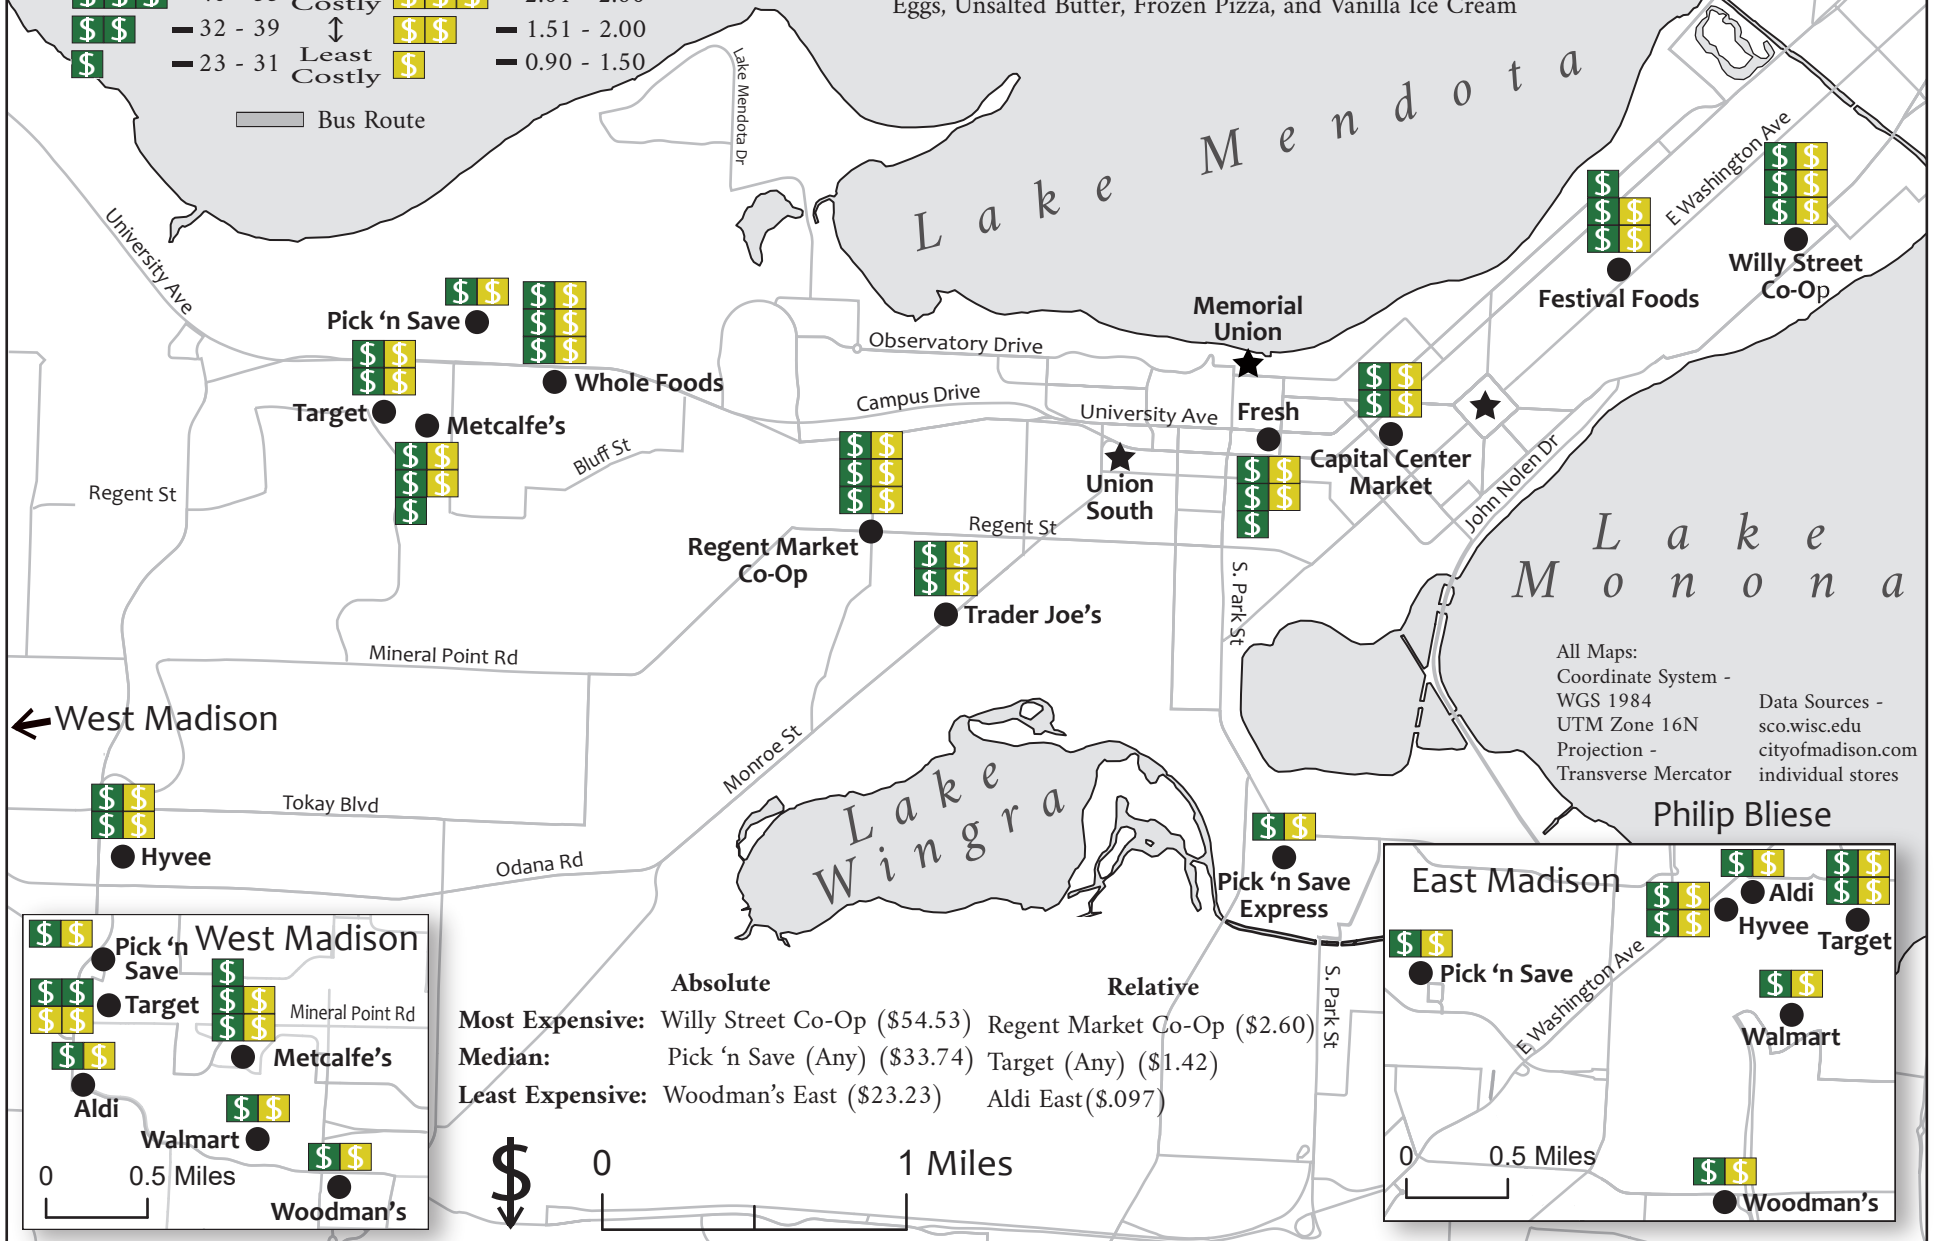 Costly
Eggs, Unsalted Butter, Frozen Pizza, and Vanilla Ice Cream
$ $ 32 - 39 ↕ $ $ 1.51 - 2.00
$ 23 - 31 Least Costly $ 0.90 - 1.50
Bus Route
Lake Mendota Dr
Lake Mendota
E Washington Ave
University Ave
Willy Street
Co-Op
Festival Foods
Memorial
Union
Pick ‘n Save
Observatory Drive
Whole Foods
Target
Metcalfe’s
Campus Drive
University Ave
Fresh
Capital Center
Market
Bluff St
Regent St
Union
South
John Nolen Dr
Regent St
Regent Market
Co-Op
Trader Joe’s
S. Park St
Lake
Monona
Mineral Point Rd
West Madison
Monroe St
All Maps:
Coordinate System -
WGS 1984
UTM Zone 16N
Projection -
Transverse Mercator
Data Sources -
sco.wisc.edu
cityofmadison.com
individual stores
Philip Bliese
Tokay Blvd
Hyvee
Odana Rd
Lake
Wingra
Pick ‘n Save
Express
S. Park St
West Madison
Pick ‘n
Save
Target
Mineral Point Rd
Metcalfe’s
Aldi
Walmart
0 0.5 Miles
Woodman’s
Absolute Relative
Most Expensive: Willy Street Co-Op ($54.53) Regent Market Co-Op ($2.60)
Median: Pick ‘n Save (Any) ($33.74) Target (Any) ($1.42)
Least Expensive: Woodman’s East ($23.23) Aldi East($.097)
$
0 1 Miles
East Madison
Aldi
Hyvee
Target
Pick ‘n Save
E Washington Ave
Walmart
0 0.5 Miles
Woodman’s